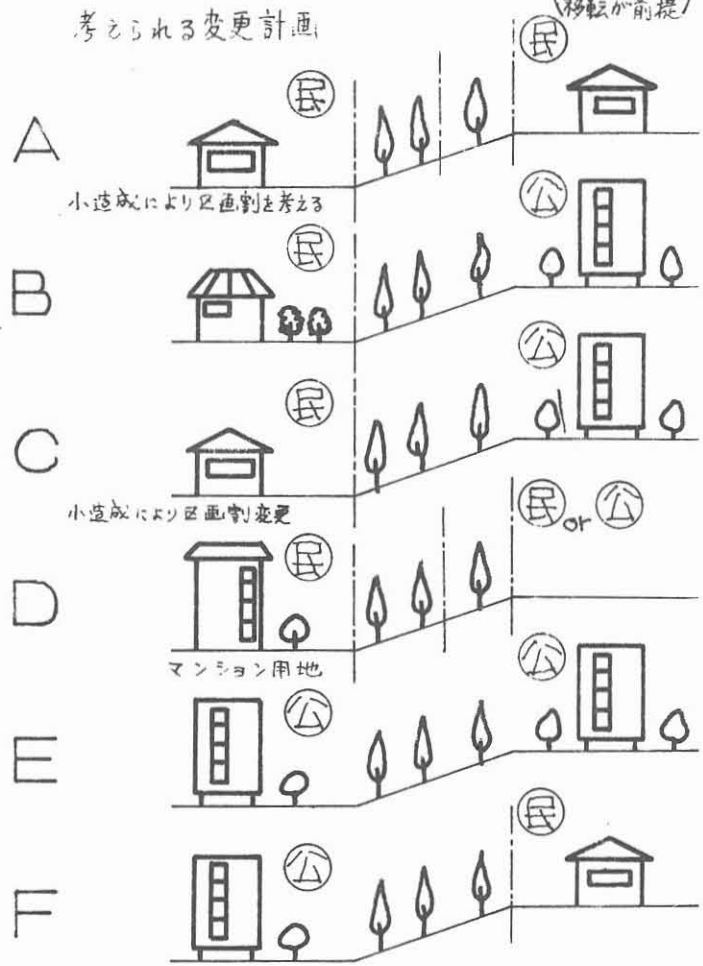 考えられる変更計画
(移転が前提)
民
民
A
小造成により区画割を考える
公
民
B
公
民
C
小造成により区画割変更
民 or 公
民
D
マンション用地
公
公
E
民
公
F